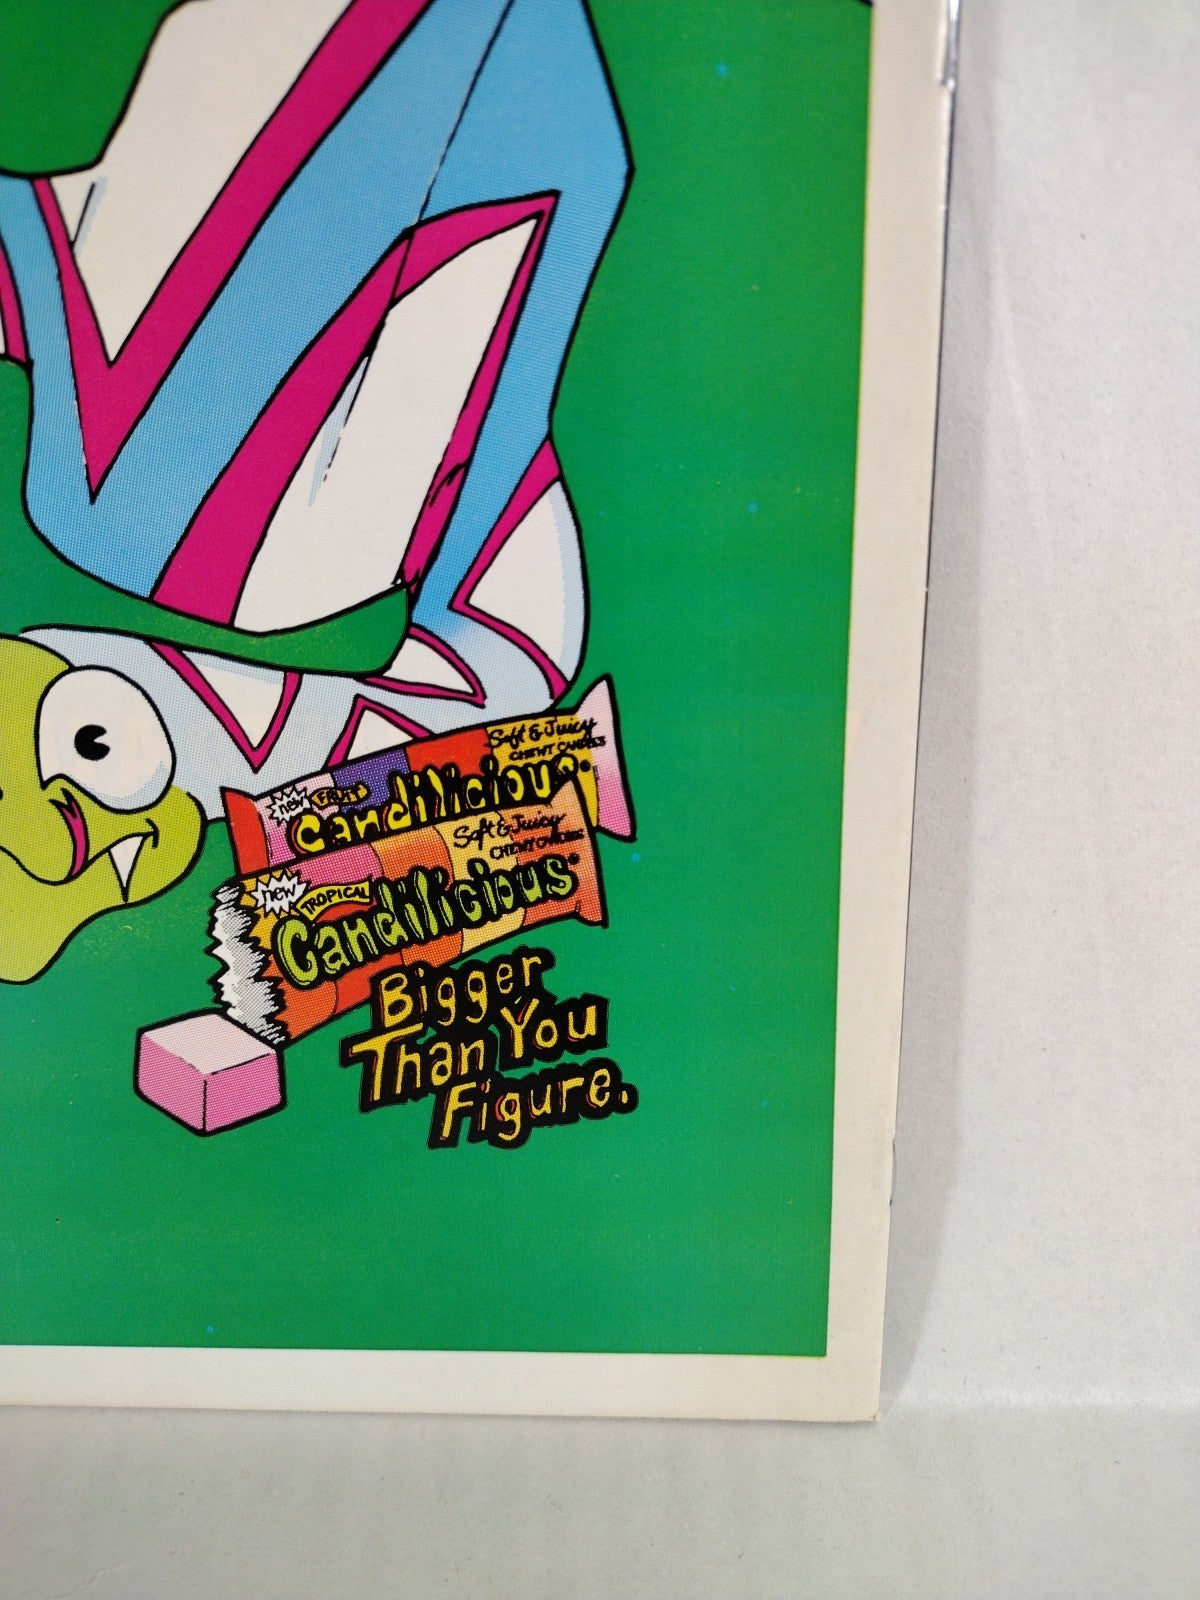 new FRUIT Candilicious® Soft & Juicy
CHEWY CANDIES
new TROPICAL Candilicious® Soft & Juicy
CHEWY CANDIES
Bigger
Than You
Figure.